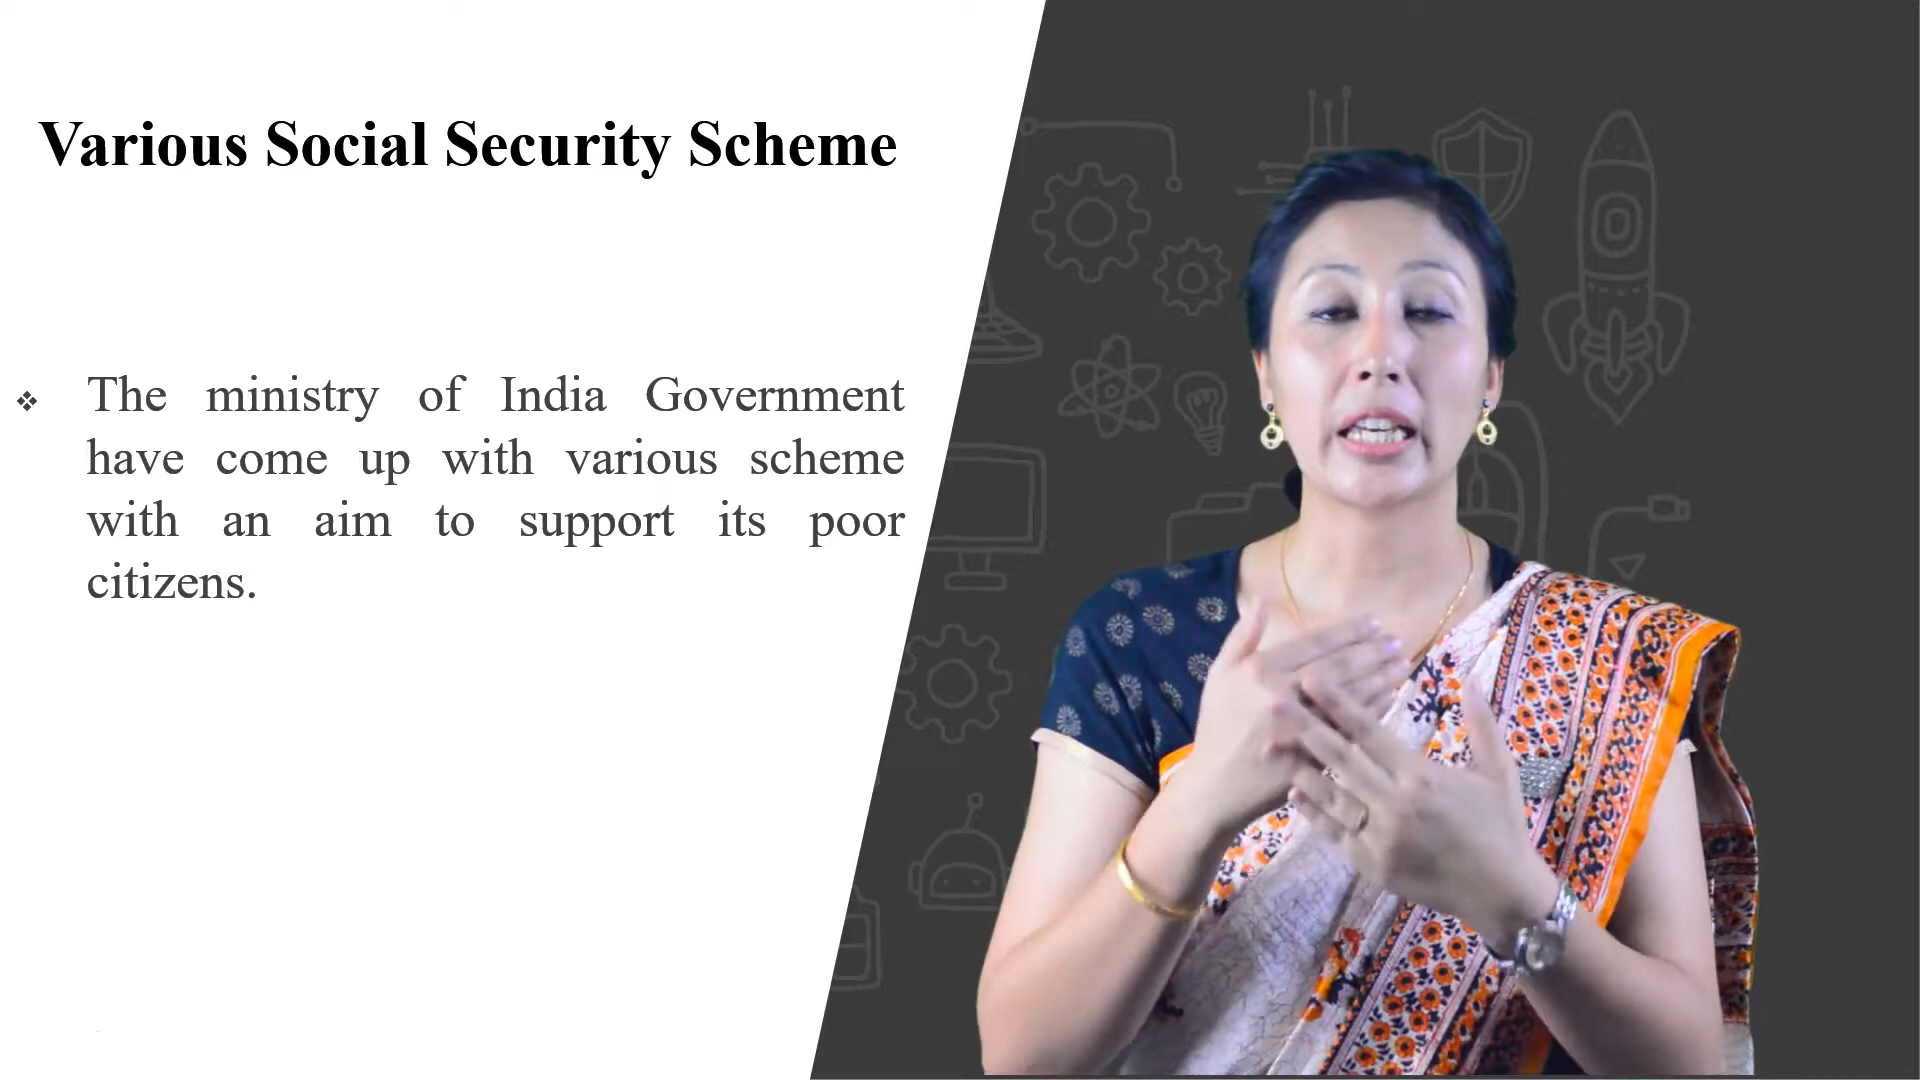 Various Social Security Scheme
❖ The ministry of India Government
have come up with various scheme
with an aim to support its poor
citizens.